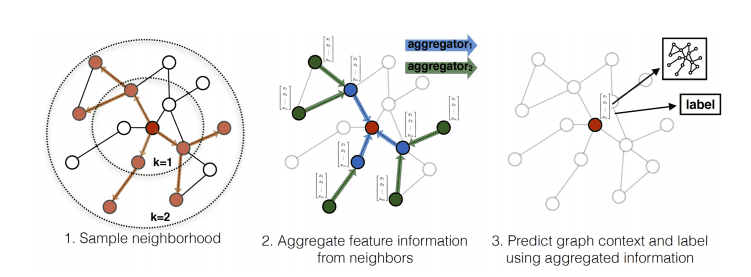 aggregator1
aggregator2
label
k=1
k=2
1. Sample neighborhood
2. Aggregate feature information
from neighbors
3. Predict graph context and label
using aggregated information